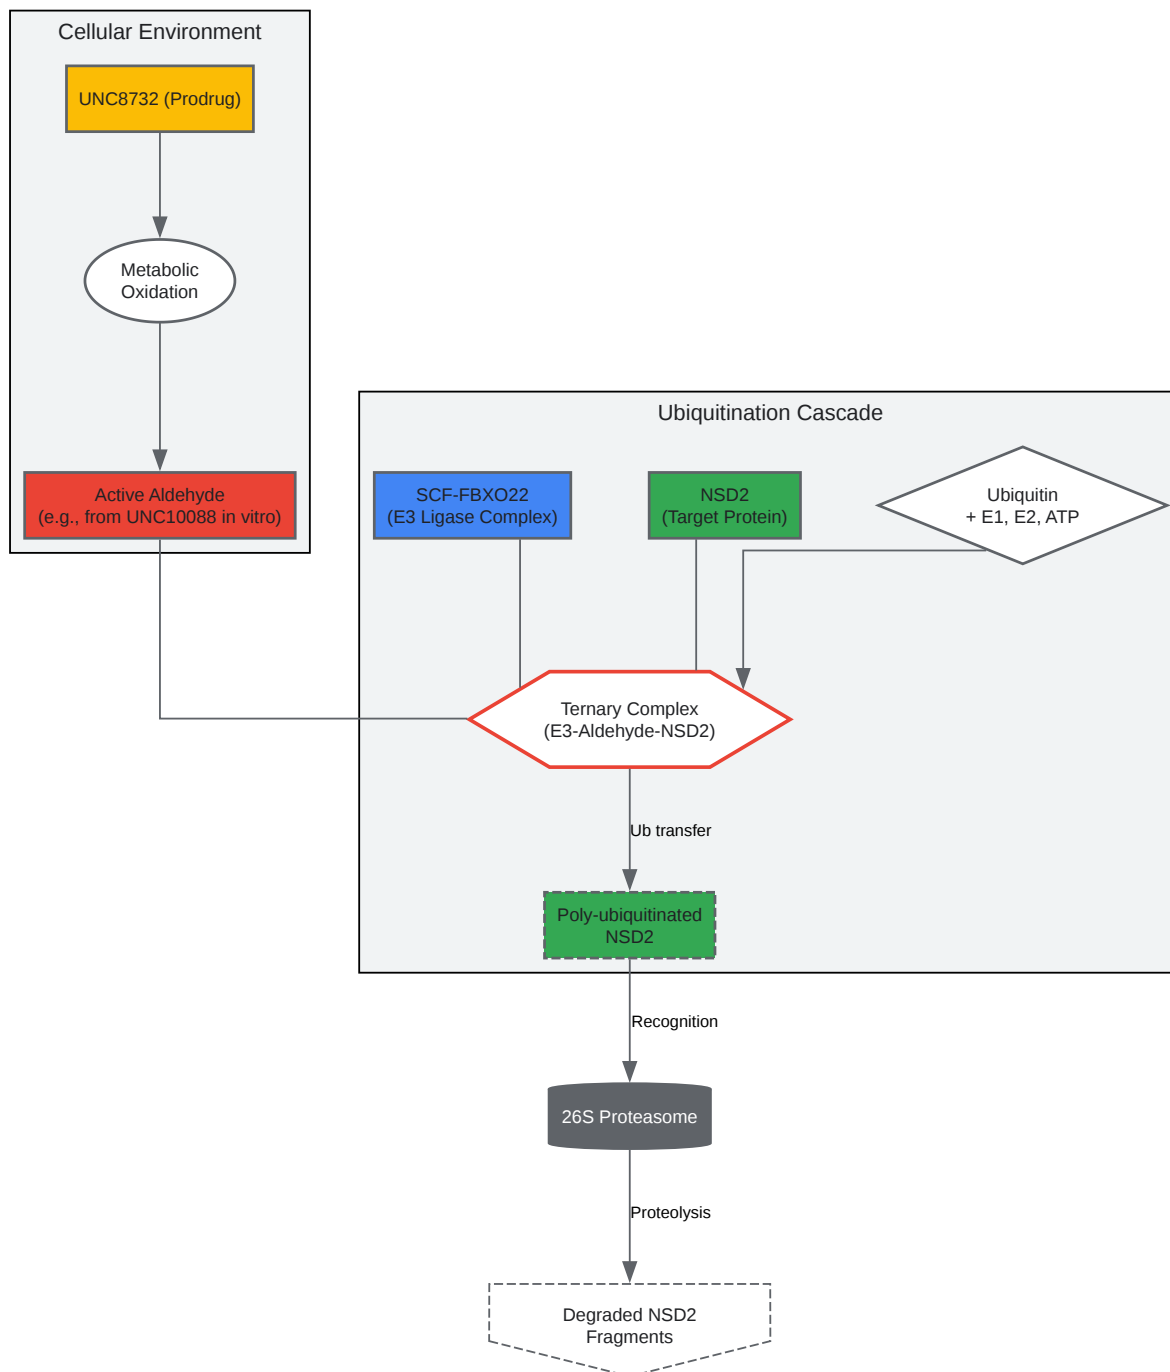 Cellular Environment
UNC8732 (Prodrug)
Metabolic
Oxidation
Active Aldehyde
(e.g., from UNC10088 in vitro)
Ubiquitination Cascade
SCF-FBXO22
(E3 Ligase Complex)
NSD2
(Target Protein)
Ubiquitin
+ E1, E2, ATP
Ternary Complex
(E3-Aldehyde-NSD2)
Ub transfer
Poly-ubiquitinated
NSD2
Recognition
26S Proteasome
Proteolysis
Degraded NSD2
Fragments